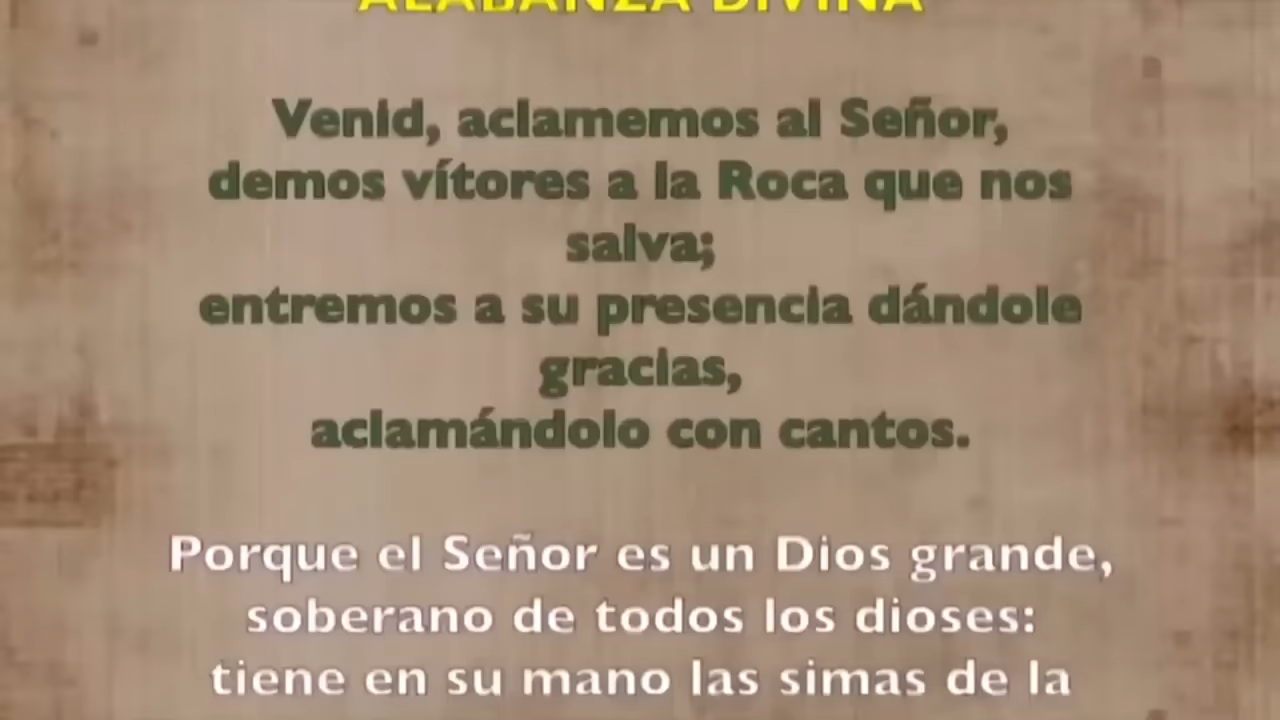 ALABANZA DIVINA
Venid, aclamemos al Señor,
demos vítores a la Roca que nos
salva;
entremos a su presencia dándole
gracias,
aclamándolo con cantos.
Porque el Señor es un Dios grande,
soberano de todos los dioses:
tiene en su mano las simas de la